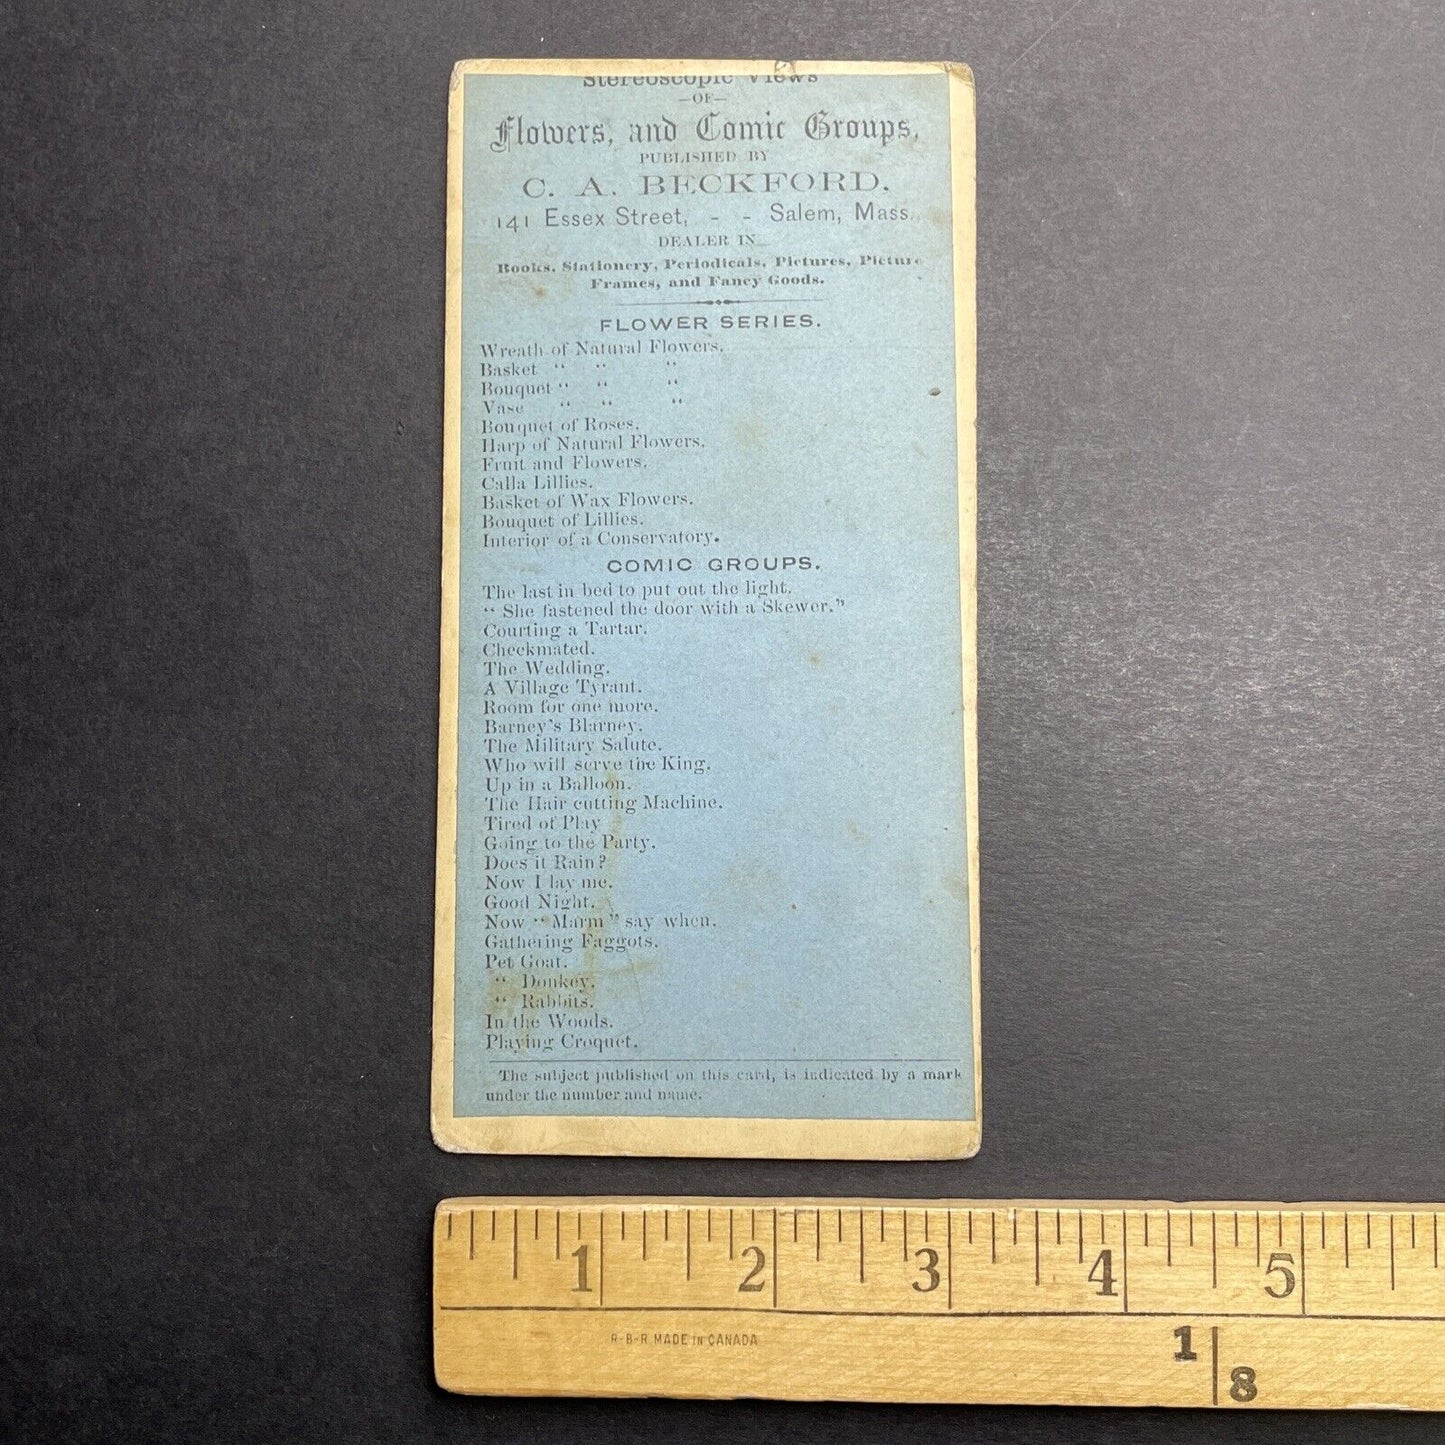 Stereoscopic Views
—OF—
Flowers, and Comic Groups,
PUBLISHED BY
C. A. BECKFORD.
141 Essex Street, - - Salem, Mass.
DEALER IN
Books, Stationery, Periodicals, Pictures, Picture
Frames, and Fancy Goods.
FLOWER SERIES.
Wreath of Natural Flowers.
Basket “ “ “
Bouquet “ “ “
Vase “ “ “
Bouquet of Roses.
Harp of Natural Flowers.
Fruit and Flowers.
Calla Lillies.
Basket of Wax Flowers.
Bouquet of Lillies.
Interior of a Conservatory.
COMIC GROUPS.
The last in bed to put out the light.
“ She fastened the door with a Skewer.”
Courting a Tartar.
Checkmated.
The Wedding.
A Village Tyrant.
Room for one more.
Barney's Blarney.
The Military Salute.
Who will serve the King.
Up in a Balloon.
The Hair cutting Machine.
Tired of Play
Going to the Party.
Does it Rain?
Now I lay me.
Good Night.
Now “ Marm ” say when.
Gathering Faggots.
Pet Goat.
“ Donkey.
“ Rabbits.
In the Woods.
Playing Croquet.
The subject published on this card, is indicated by a mark
under the number and name.
1 2 3 4 5
R-B-R MADE IN CANADA
1 8